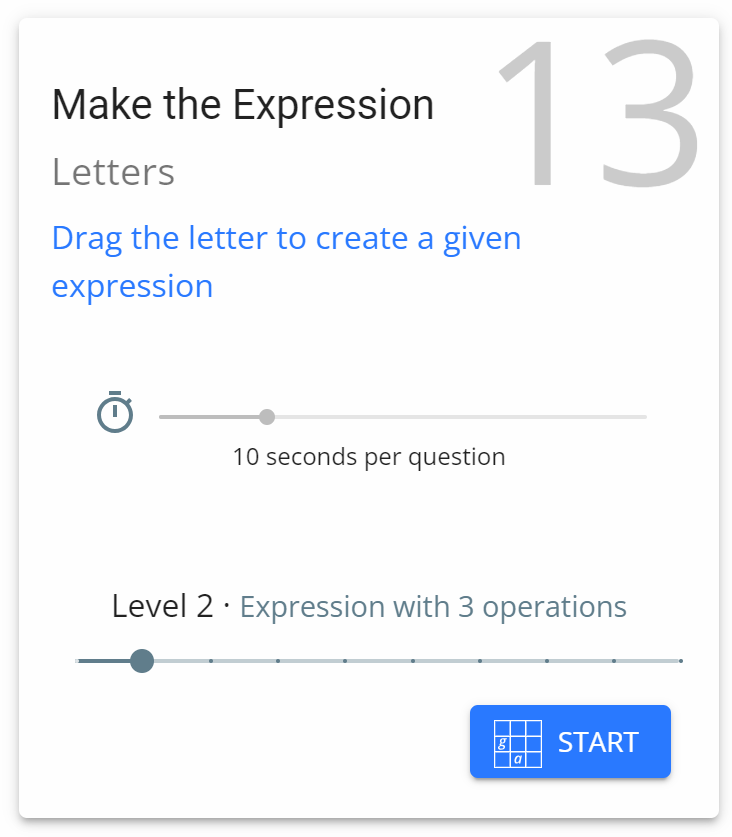 13
Make the Expression
Letters
Drag the letter to create a given
expression
10 seconds per question
Level 2 · Expression with 3 operations
g
a
START